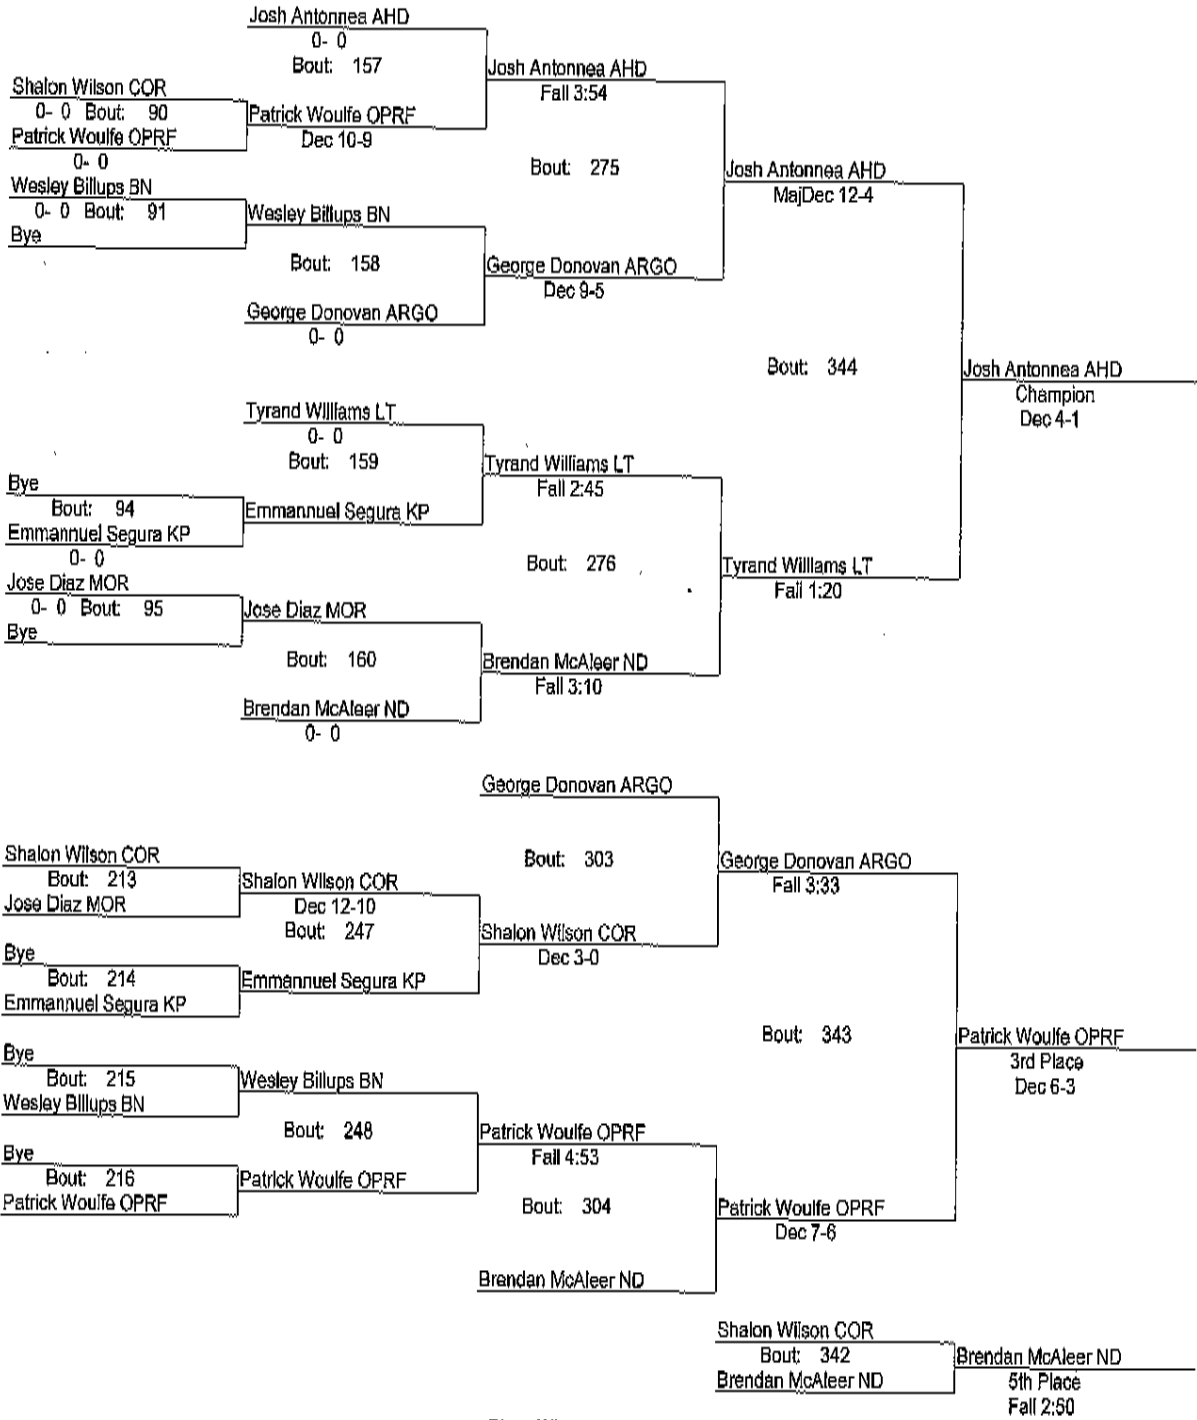 Josh Antonnea AHD
0- 0
Bout: 157
Josh Antonnea AHD
Fall 3:54
Shalon Wilson COR
0- 0 Bout: 90
Patrick Woulfe OPRF
Dec 10-9
Patrick Woulfe OPRF
0- 0
Bout: 275
Josh Antonnea AHD
MajDec 12-4
Wesley Billups BN
0- 0 Bout: 91
Wesley Billups BN
Bye
Bout: 158
George Donovan ARGO
Dec 9-5
George Donovan ARGO
0- 0
Bout: 344
Josh Antonnea AHD
Champion
Dec 4-1
Tyrand Williams LT
0- 0
Bout: 159
Tyrand Williams LT
Fall 2:45
Bye
Bout: 94
Emmannuel Segura KP
Emmannuel Segura KP
0- 0
Bout: 276
Tyrand Williams LT
Fall 1:20
Jose Diaz MOR
0- 0 Bout: 95
Jose Diaz MOR
Bye
Bout: 160
Brendan McAleer ND
Fall 3:10
Brendan McAleer ND
0- 0
George Donovan ARGO
Bout: 303
George Donovan ARGO
Fall 3:33
Shalon Wilson COR
Bout: 213
Shalon Wilson COR
Dec 12-10
Jose Diaz MOR
Bout: 247
Shalon Wilson COR
Dec 3-0
Bye
Bout: 214
Emmannuel Segura KP
Emmannuel Segura KP
Bout: 343
Patrick Woulfe OPRF
3rd Place
Dec 6-3
Bye
Bout: 215
Wesley Billups BN
Wesley Billups BN
Bout: 248
Patrick Woulfe OPRF
Fall 4:53
Bye
Bout: 216
Patrick Woulfe OPRF
Patrick Woulfe OPRF
Bout: 304
Patrick Woulfe OPRF
Dec 7-6
Brendan McAleer ND
Shalon Wilson COR
Bout: 342
Brendan McAleer ND
Brendan McAleer ND
5th Place
Fall 2:60